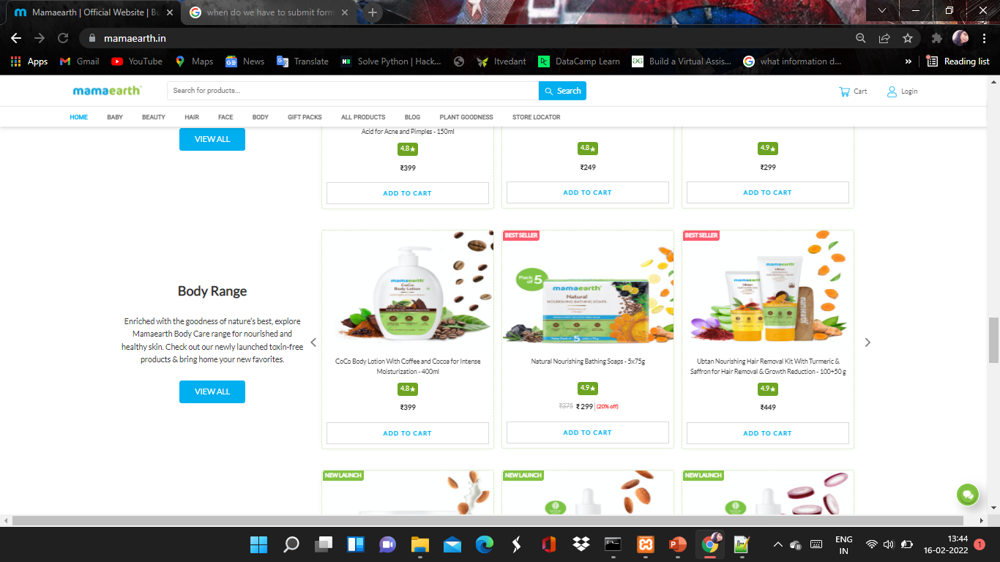 Mamaearth | Official Website | Bu
when do we have to submit form
mamaearth.in
Apps
Gmail
YouTube
Maps
News
Translate
Solve Python | Hack...
Itvedant
DataCamp Learn
Build a Virtual Assis...
what information d...
»
Reading list
mamaearth
Search for products...
Search
Cart
Login
HOME
BABY
BEAUTY
HAIR
FACE
BODY
GIFT PACKS
ALL PRODUCTS
BLOG
PLANT GOODNESS
STORE LOCATOR
VIEW ALL
Acid for Acne and Pimples - 150ml
4.8★
4.8★
4.9★
₹399
₹249
₹299
ADD TO CART
ADD TO CART
ADD TO CART
Body Range
Enriched with the goodness of nature's best, explore
Mamaearth Body Care range for nourished and
healthy skin. Check out our newly launched toxin-free
products & bring home your new favorites.
VIEW ALL
mamaearth
CoCo
Body Lotion
CoCo Body Lotion With Coffee and Cocoa for Intense
Moisturization - 400ml
4.8★
₹399
ADD TO CART
BEST SELLER
Pack
of 5
mamaearth
Natural
NOURISHING BATHING SOAPS
Natural Nourishing Bathing Soaps - 5x75g
4.9★
₹375 ₹299 (20% off)
ADD TO CART
BEST SELLER
mamaearth
mamaearth
Ubtan
mamaearth
Ubtan Nourishing Hair Removal Kit With Turmeric &
Saffron for Hair Removal & Growth Reduction - 100+50 g
4.9★
₹449
ADD TO CART
NEW LAUNCH
NEW LAUNCH
NEW LAUNCH
ENG
IN
13:44
16-02-2022
1